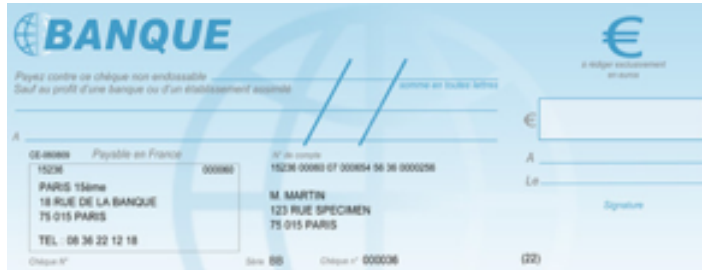 BANQUE
€
à rédiger exclusivement
en euros
Payez contre ce chèque non endossable
Sauf au profit d'une banque ou d'un établissement assimilé
somme en toutes lettres
€
A
CE-860809 Payable en France
15236 000060
PARIS 15ème
18 RUE DE LA BANQUE
75 015 PARIS
TEL : 08 36 22 12 18
N° de compte
15236 00060 07 000654 56 36 0000256
M. MARTIN
123 RUE SPECIMEN
75 015 PARIS
A
Le
Signature
Chèque N° Série BB Chèque n° 000036 (22)